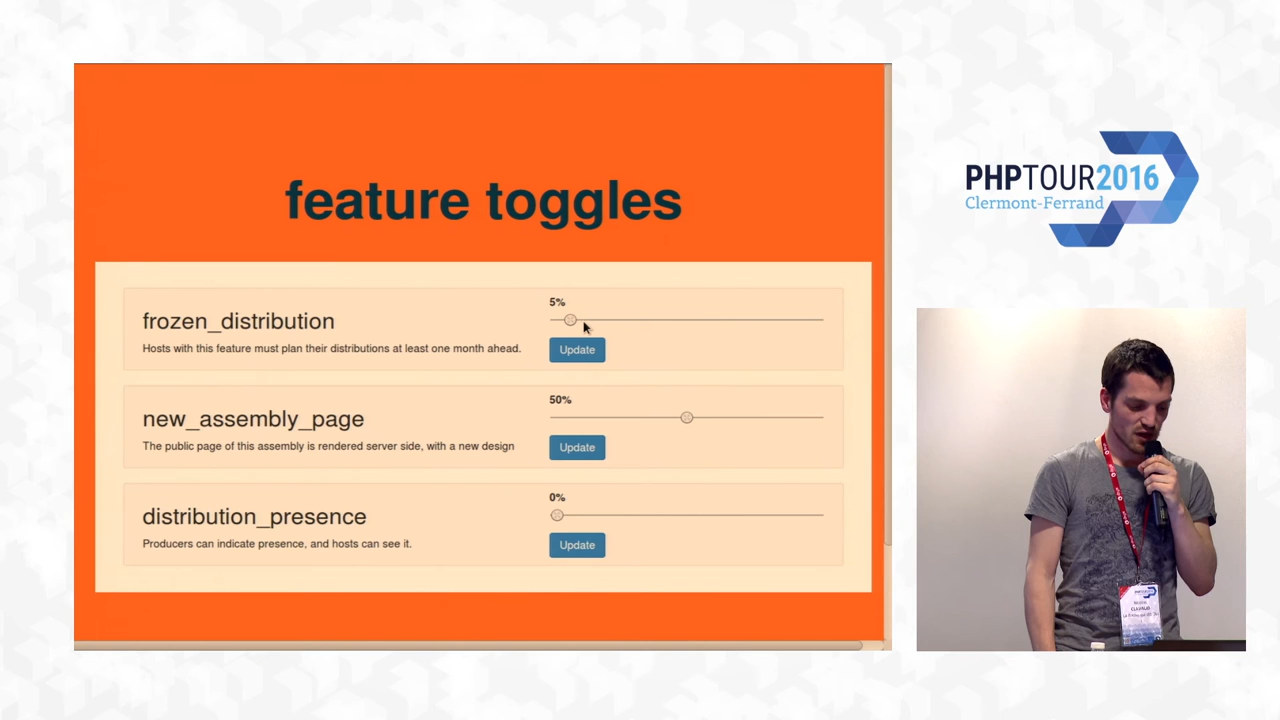 feature toggles
frozen_distribution
Hosts with this feature must plan their distributions at least one month ahead.
5%
Update
new_assembly_page
The public page of this assembly is rendered server side, with a new design
50%
Update
distribution_presence
Producers can indicate presence, and hosts can see it.
0%
Update
PHPTOUR2016
Clermont-Ferrand